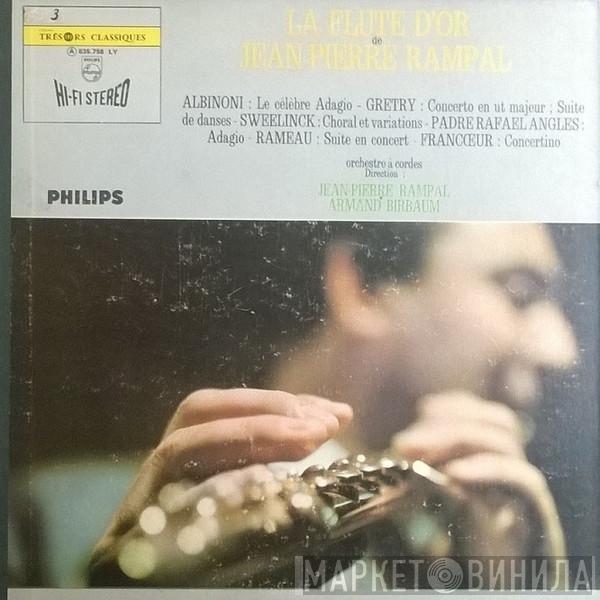 3
TRÉSORS CLASSIQUES
A 835.758 LY
PHILIPS
HI-FI STEREO
PHILIPS
LA FLUTE D'OR
de
JEAN PIERRE RAMPAL
ALBINONI : Le célèbre Adagio - GRETRY : Concerto en ut majeur ; Suite
de danses - SWEELINCK : Choral et variations - PADRE RAFAEL ANGLES :
Adagio - RAMEAU : Suite en concert - FRANCŒUR : Concertino
orchestre à cordes
Direction :
JEAN PIERRE RAMPAL
ARMAND BIRBAUM
МАРКЕТ ВИНИЛА